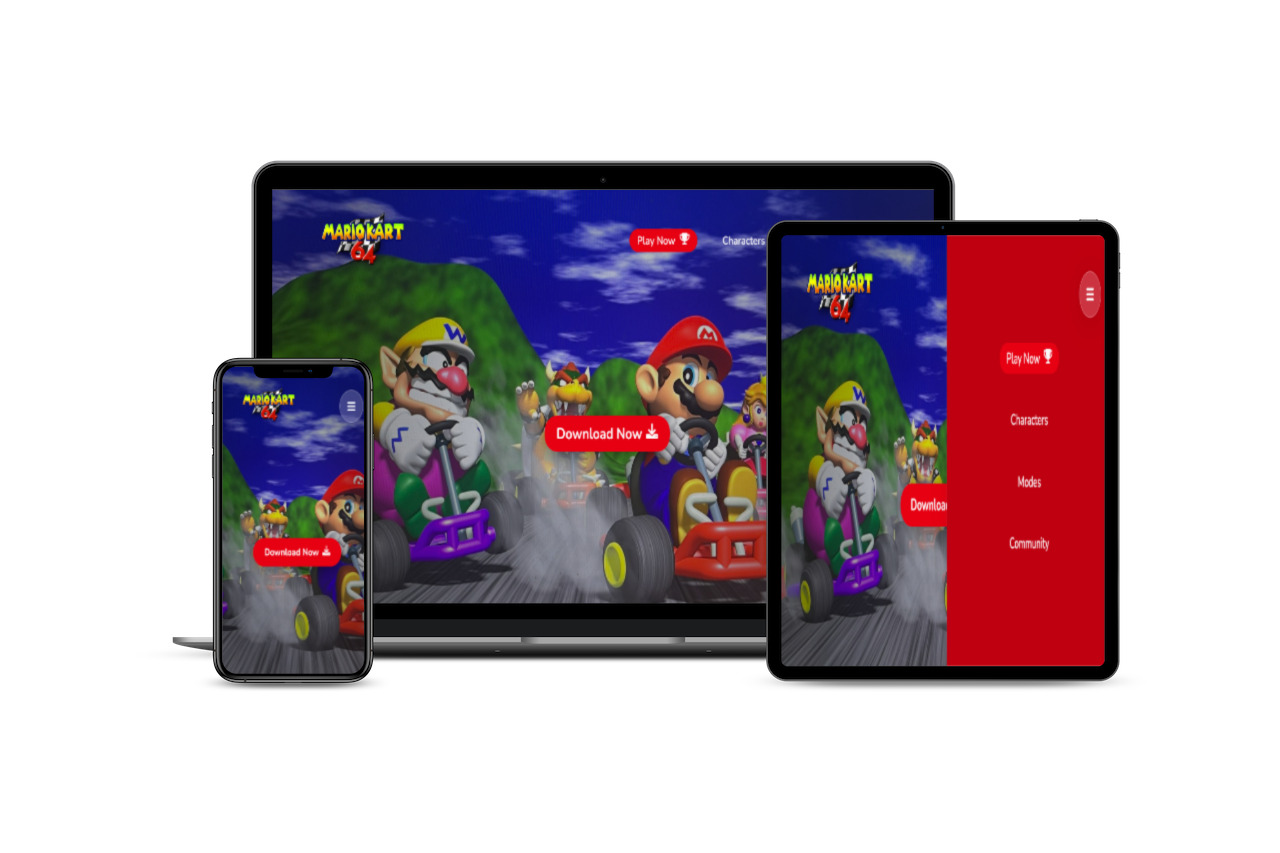 MARIO KART
64
Play Now
Characters
Download Now
MARIO KART
64
Download Now
MARIO KART
64
Downloa
Play Now
Characters
Modes
Community